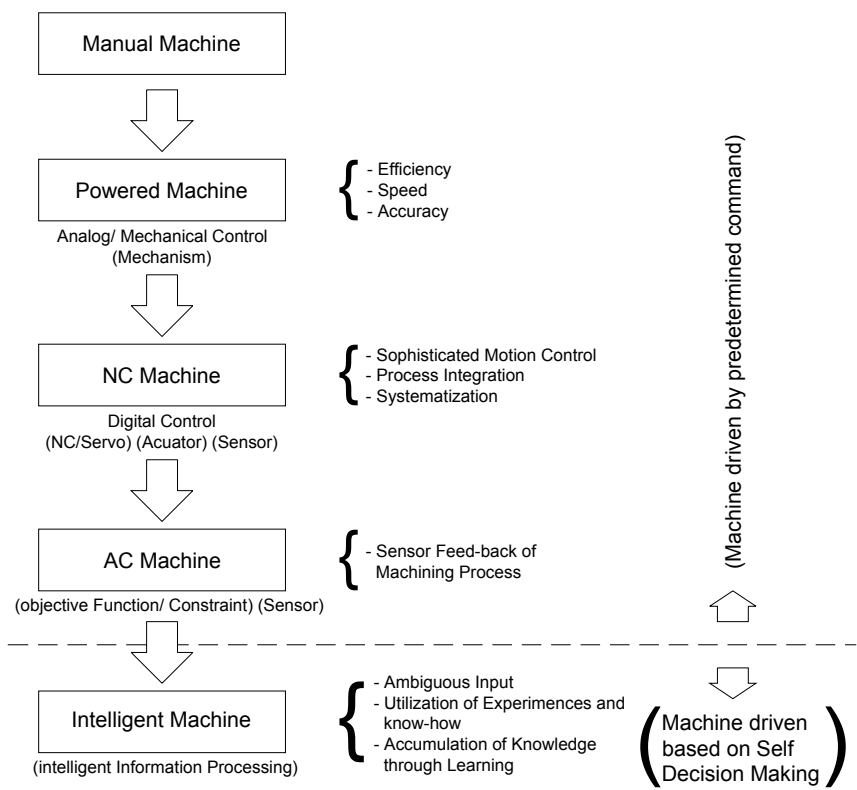 Manual Machine
Powered Machine
- Efficiency
- Speed
- Accuracy
Analog/ Mechanical Control
(Mechanism)
NC Machine
- Sophisticated Motion Control
- Process Integration
- Systematization
Digital Control
(NC/Servo) (Acuator) (Sensor)
AC Machine
- Sensor Feed-back of
Machining Process
(objective Function/ Constraint) (Sensor)
(Machine driven by predetermined command)
Intelligent Machine
(intelligent Information Processing)
- Ambiguous Input
- Utilization of Experimences and
know-how
- Accumulation of Knowledge
through Learning
(Machine driven
based on Self
Decision Making)